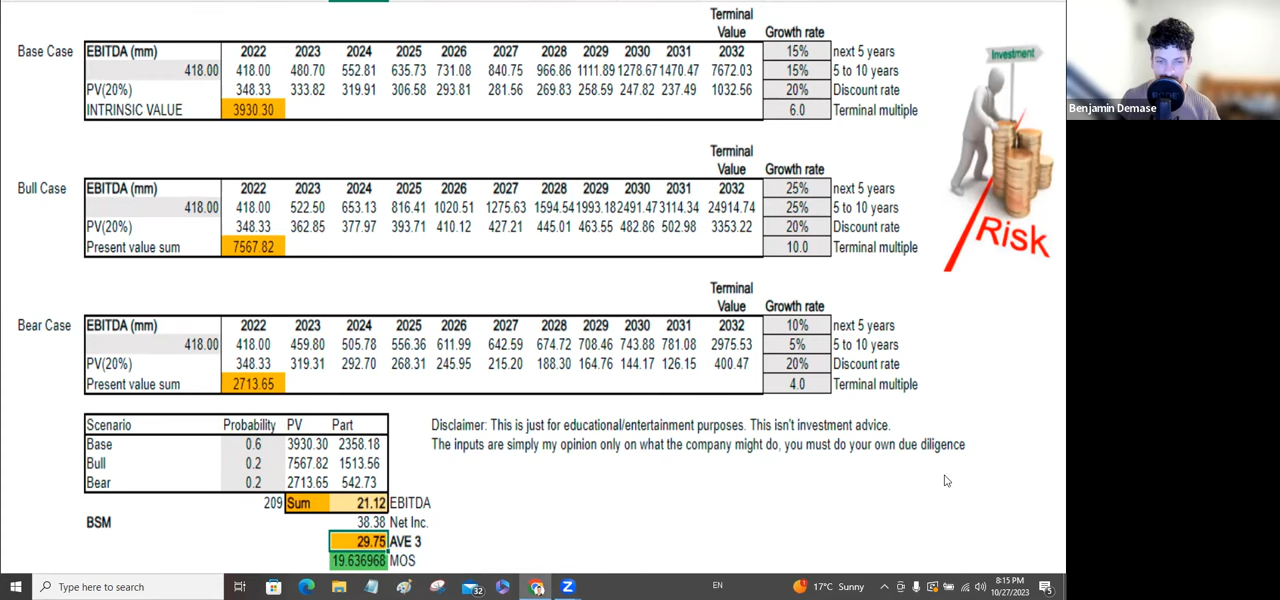 Terminal
Value Growth rate
Base Case EBITDA (mm) 2022 2023 2024 2025 2026 2027 2028 2029 2030 2031 2032 15% next 5 years
418.00 418.00 480.70 552.81 635.73 731.08 840.75 966.86 1111.89 1278.67 1470.47 7672.03 15% 5 to 10 years
PV(20%) 348.33 333.82 319.91 306.58 293.81 281.56 269.83 258.59 247.82 237.49 1032.56 20% Discount rate
INTRINSIC VALUE 3930.30 6.0 Terminal multiple
Investment
Benjamin Demase
Terminal
Value Growth rate
Bull Case EBITDA (mm) 2022 2023 2024 2025 2026 2027 2028 2029 2030 2031 2032 25% next 5 years
418.00 418.00 522.50 653.13 816.41 1020.51 1275.63 1594.54 1993.18 2491.47 3114.34 24914.74 25% 5 to 10 years
PV(20%) 348.33 362.85 377.97 393.71 410.12 427.21 445.01 463.55 482.86 502.98 3353.22 20% Discount rate
Present value sum 7567.82 10.0 Terminal multiple
Risk
Terminal
Value Growth rate
Bear Case EBITDA (mm) 2022 2023 2024 2025 2026 2027 2028 2029 2030 2031 2032 10% next 5 years
418.00 418.00 459.80 505.78 556.36 611.99 642.59 674.72 708.46 743.88 781.08 2975.53 5% 5 to 10 years
PV(20%) 348.33 319.31 292.70 268.31 245.95 215.20 188.30 164.76 144.17 126.15 400.47 20% Discount rate
Present value sum 2713.65 4.0 Terminal multiple
Scenario Probability PV Part
Base 0.6 3930.30 2358.18
Bull 0.2 7567.82 1513.56
Bear 0.2 2713.65 542.73
209 Sum 21.12 EBITDA
BSM 38.38 Net Inc.
29.75 AVE 3
19.636968 MOS
Disclaimer: This is just for educational/entertainment purposes. This isn't investment advice.
The inputs are simply my opinion only on what the company might do, you must do your own due diligence
Type here to search
32
EN
17°C Sunny
8:15 PM
10/27/2023
5